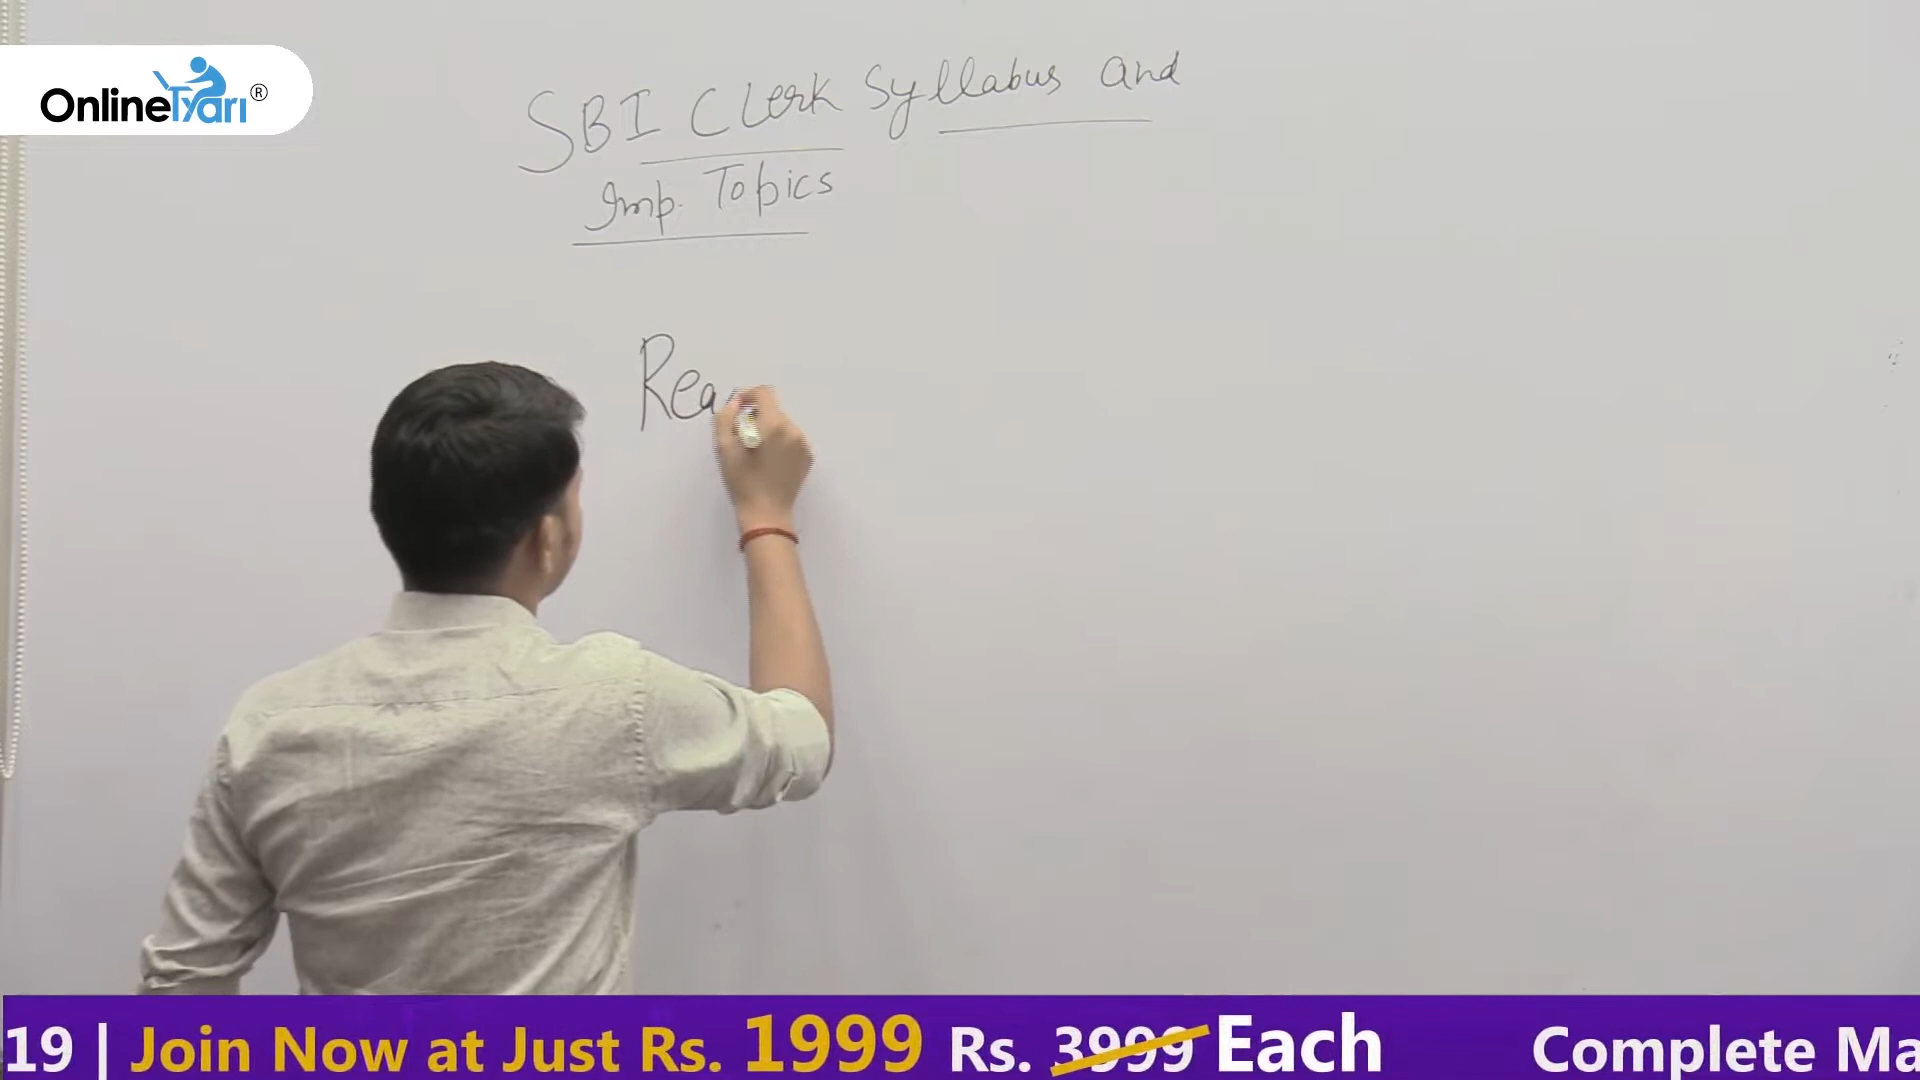 OnlineTyari®
SBI Clerk Syllabus and
Imp. Topics
Rea
19 | Join Now at Just Rs. 1999 Rs. 3999 Each Complete Ma